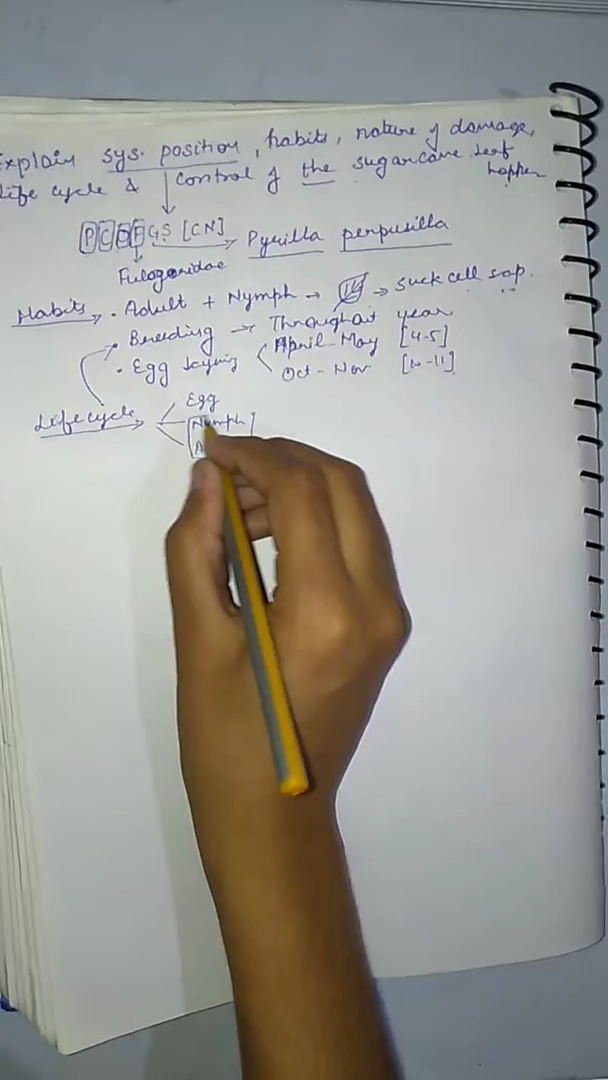 Explain sys. position, habits, nature of damage,
life cycle & control of the sugarcane leaf
hopper
PCOFGS [CN] → Pyrilla perpusilla
Fulogoridae
Habits → • Adult + Nymph → → Suck cell sap.
• Breeding → Throughout year
• Egg laying April-May [4-5]
Oct-Nov [10-11]
Life cycle → Egg
Nymph